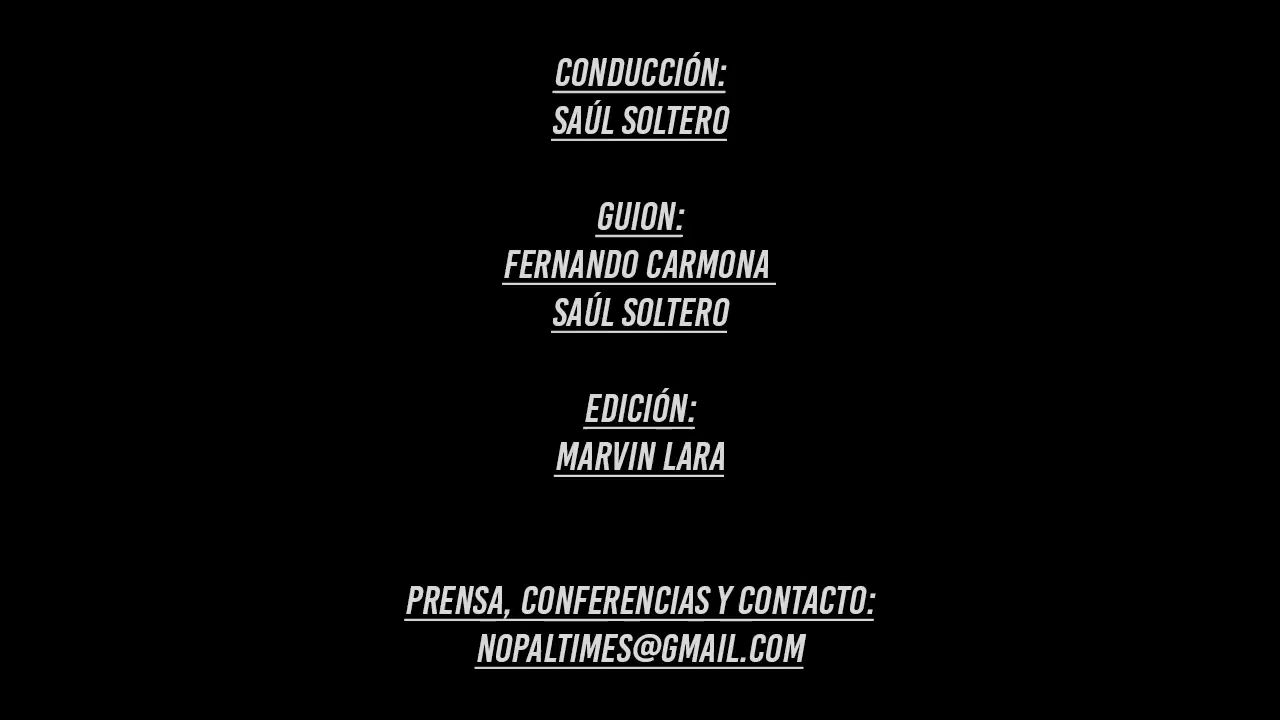 CONDUCCIÓN:
SAÚL SOLTERO
GUION:
FERNANDO CARMONA
SAÚL SOLTERO
EDICIÓN:
MARVIN LARA
PRENSA, CONFERENCIAS Y CONTACTO:
NOPALTIMES@GMAIL.COM